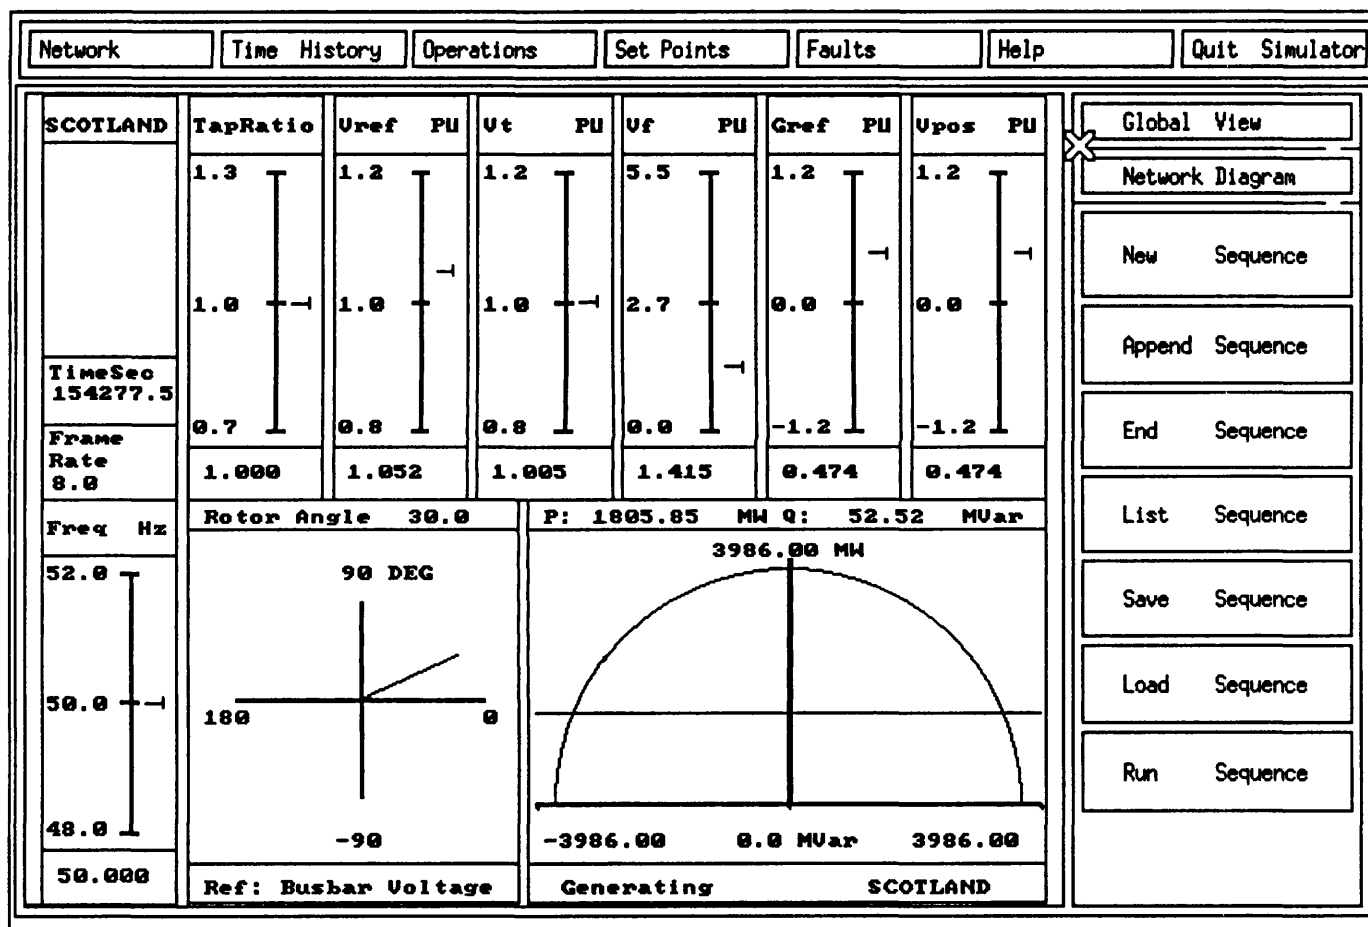 Network Time History Operations Set Points Faults Help Quit Simulator
SCOTLAND TapRatio Vref PU Vt PU Vf PU Gref PU Vpos PU
1.3 1.2 1.2 5.5 1.2 1.2
1.0 1.0 1.0 2.7 0.0 0.0
0.7 0.8 0.8 0.0 -1.2 -1.2
1.000 1.052 1.005 1.415 0.474 0.474
TimeSec
154277.5
Frame
Rate
8.0
Freq Hz
52.0
50.0
48.0
50.000
Rotor Angle 30.0
90 DEG
180 0
-90
Ref: Busbar Voltage
P: 1805.85 MW Q: 52.52 MVar
3986.00 MW
-3986.00 0.0 MVar 3986.00
Generating SCOTLAND
Global View
Network Diagram
New Sequence
Append Sequence
End Sequence
List Sequence
Save Sequence
Load Sequence
Run Sequence